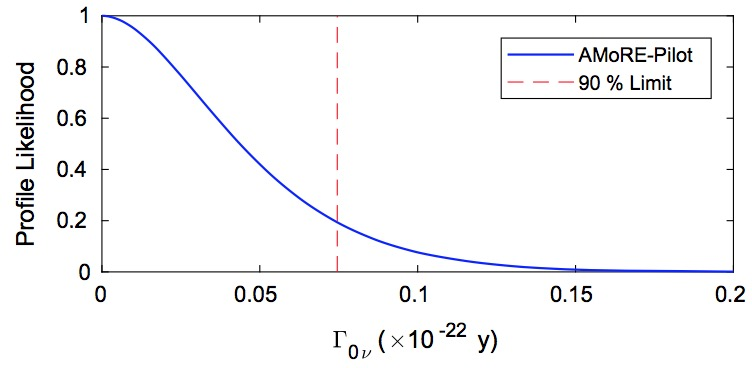 1
0.8
0.6
0.4
0.2
0
Profile Likelihood
AMoRE-Pilot
90 % Limit
0 0.05 0.1 0.15 0.2
Γ₀ᵥ (×10⁻²² y)